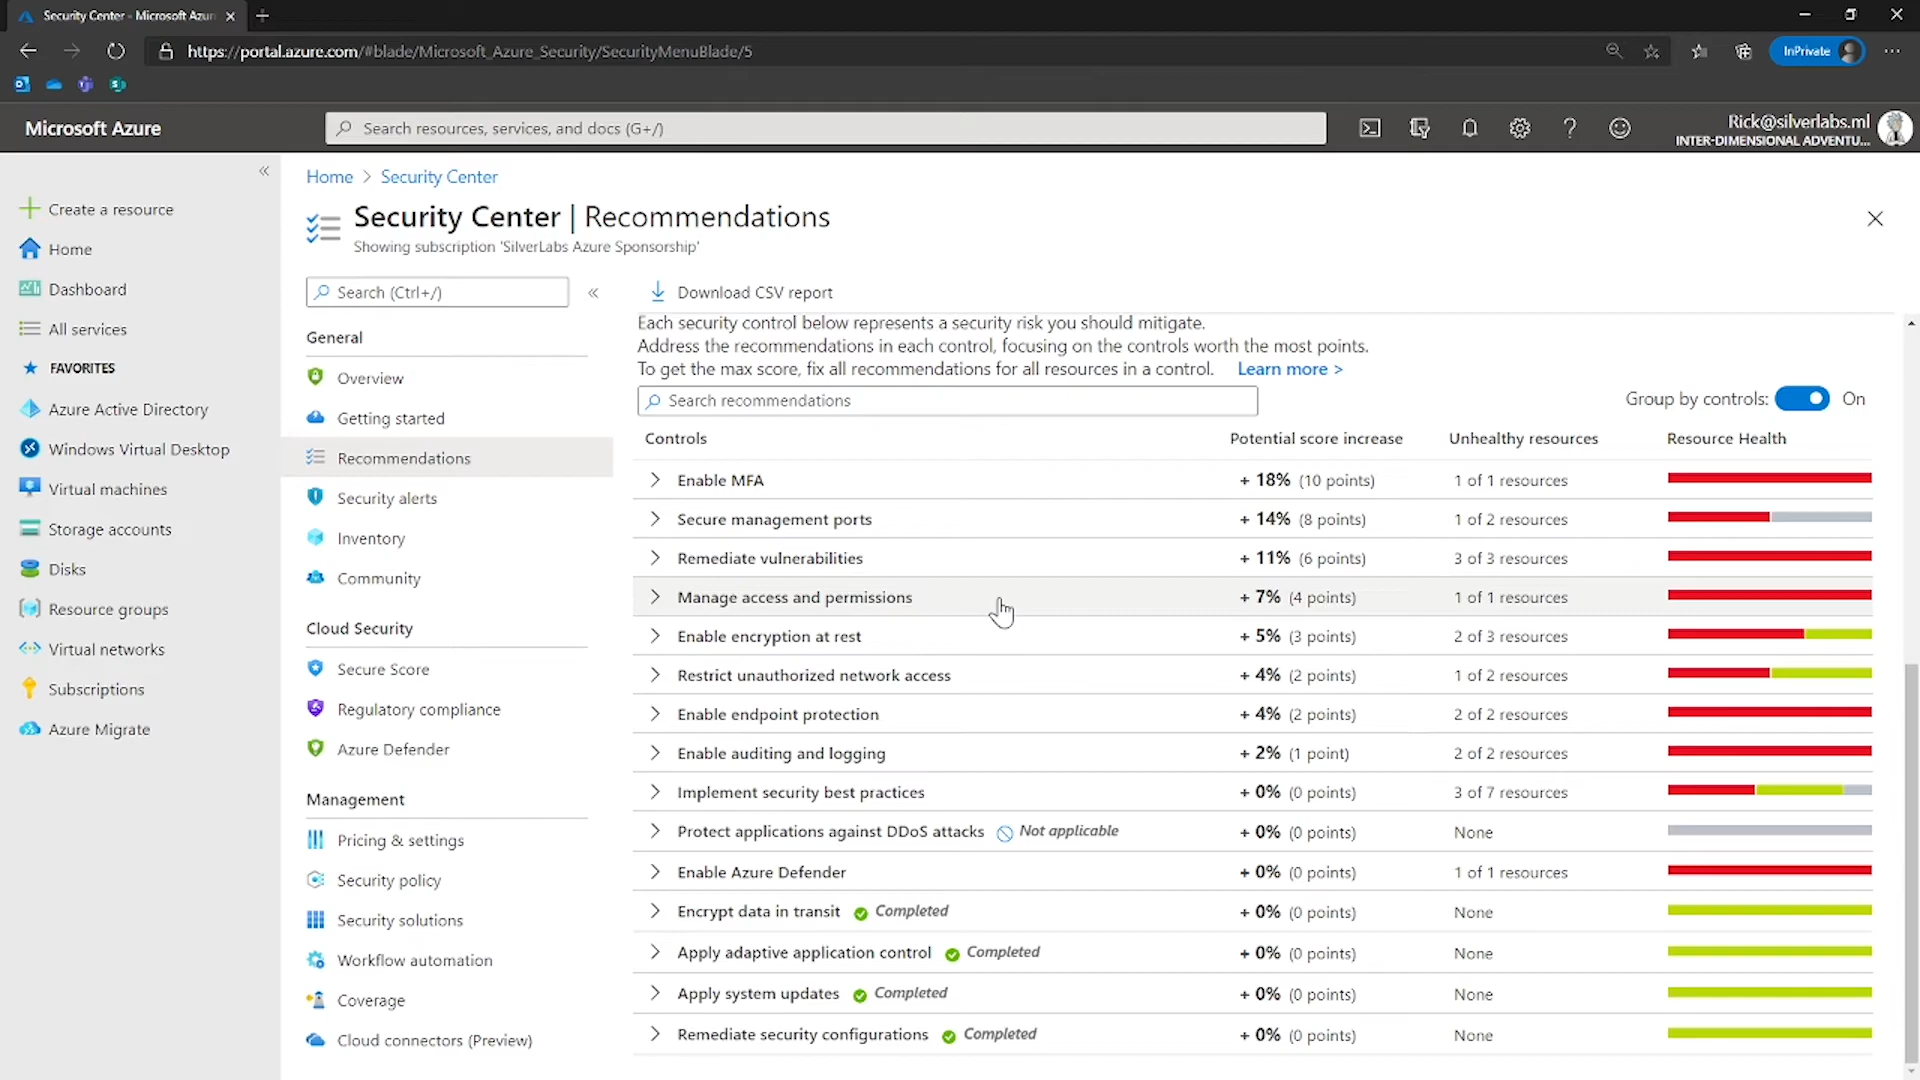 Security Center - Microsoft Azur
https://portal.azure.com/#blade/Microsoft_Azure_Security/SecurityMenuBlade/5
InPrivate
Microsoft Azure
Search resources, services, and docs (G+/)
Rick@silverlabs.ml
INTER-DIMENSIONAL ADVENTU...
Create a resource
Home
Dashboard
All services
FAVORITES
Azure Active Directory
Windows Virtual Desktop
Virtual machines
Storage accounts
Disks
Resource groups
Virtual networks
Subscriptions
Azure Migrate
Home > Security Center
Security Center | Recommendations
Showing subscription 'SilverLabs Azure Sponsorship'
Search (Ctrl+/)
General
Overview
Getting started
Recommendations
Security alerts
Inventory
Community
Cloud Security
Secure Score
Regulatory compliance
Azure Defender
Management
Pricing & settings
Security policy
Security solutions
Workflow automation
Coverage
Cloud connectors (Preview)
Download CSV report
Each security control below represents a security risk you should mitigate.
Address the recommendations in each control, focusing on the controls worth the most points.
To get the max score, fix all recommendations for all resources in a control. Learn more >
Search recommendations
Group by controls: On
Controls Potential score increase Unhealthy resources Resource Health
Enable MFA + 18% (10 points) 1 of 1 resources
Secure management ports + 14% (8 points) 1 of 2 resources
Remediate vulnerabilities + 11% (6 points) 3 of 3 resources
Manage access and permissions + 7% (4 points) 1 of 1 resources
Enable encryption at rest + 5% (3 points) 2 of 3 resources
Restrict unauthorized network access + 4% (2 points) 1 of 2 resources
Enable endpoint protection + 4% (2 points) 2 of 2 resources
Enable auditing and logging + 2% (1 point) 2 of 2 resources
Implement security best practices + 0% (0 points) 3 of 7 resources
Protect applications against DDoS attacks Not applicable + 0% (0 points) None
Enable Azure Defender + 0% (0 points) 1 of 1 resources
Encrypt data in transit Completed + 0% (0 points) None
Apply adaptive application control Completed + 0% (0 points) None
Apply system updates Completed + 0% (0 points) None
Remediate security configurations Completed + 0% (0 points) None